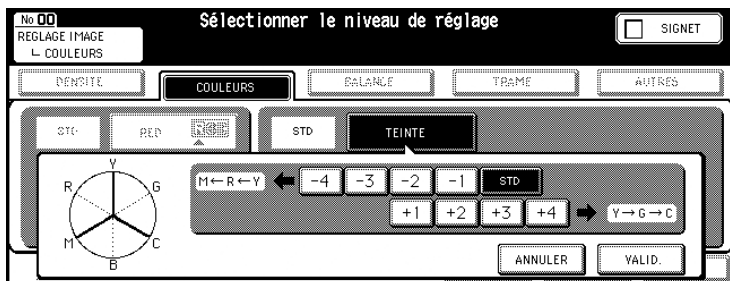 No 00
Sélectionner le niveau de réglage
SIGNET
REGLAGE IMAGE
COULEURS
DENSITE
COULEURS
BALANCE
TRAME
AUTRES
STD
RED
STD
TEINTE
Y
R
G
M
C
B
M←R←Y
-4
-3
-2
-1
STD
+1
+2
+3
+4
Y→G→C
ANNULER
VALID.